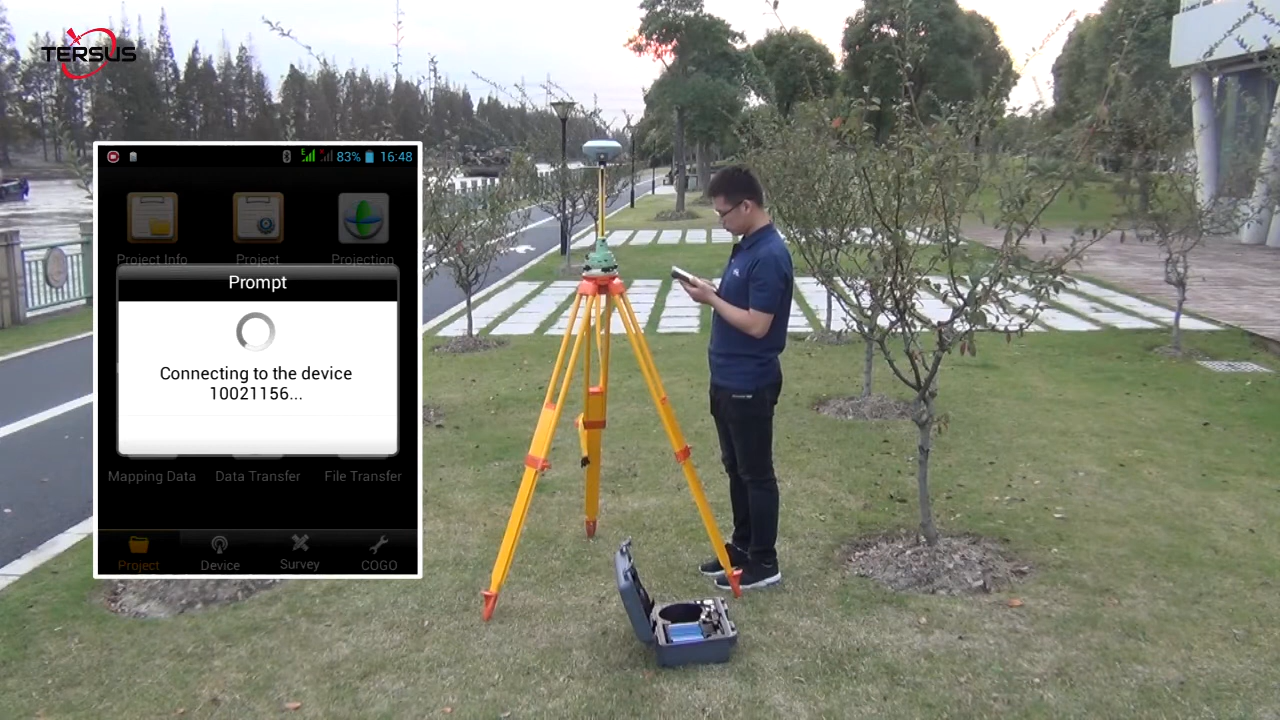 TERSUS
83% 16:48
Project Info Project Projection
Prompt
Connecting to the device
10021156...
Mapping Data Data Transfer File Transfer
Project Device Survey COGO